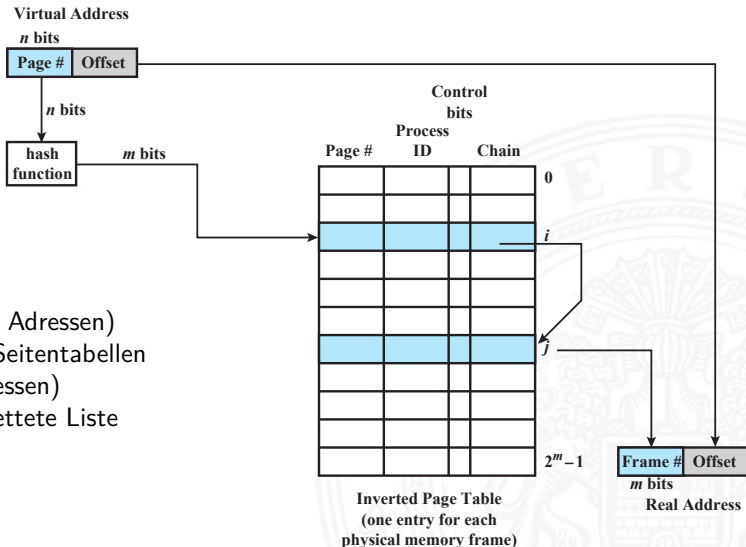 Virtual Address
n bits
Page # Offset
n bits
hash
function
m bits
Control
bits
Process
Page # ID Chain
0
i
j
2^m – 1
Adressen)
Seitentabellen
essen)
ettete Liste
Frame # Offset
m bits
Real Address
Inverted Page Table
(one entry for each
physical memory frame)
E R